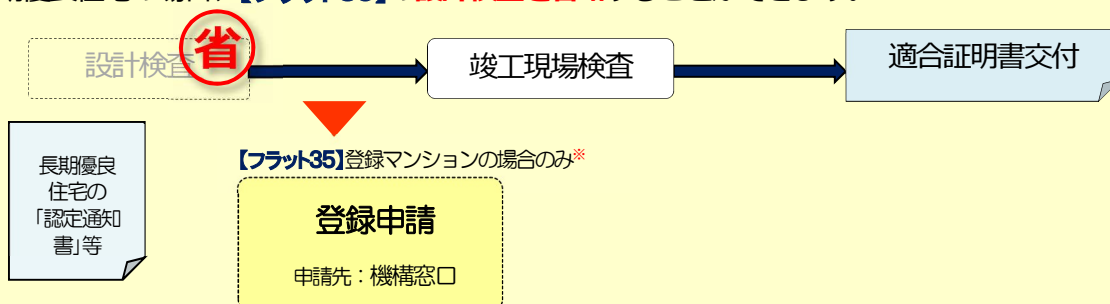 設計検査
省
竣工現場検査
適合証明書交付
長期優良
住宅の
「認定通知
書」等
【フラット35】登録マンションの場合のみ※
登録申請
申請先：機構窓口